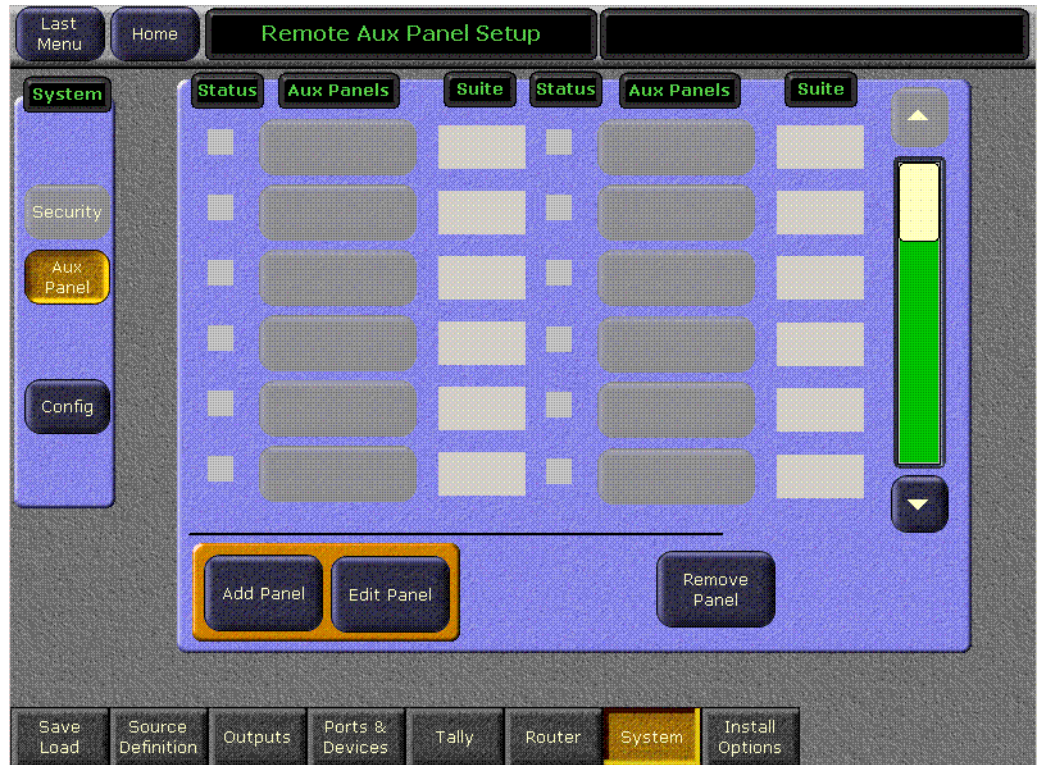 Last
Menu
Home
Remote Aux Panel Setup
System
Status
Aux Panels
Suite
Status
Aux Panels
Suite
Security
Aux
Panel
Config
Add Panel
Edit Panel
Remove
Panel
Save
Load
Source
Definition
Outputs
Ports &
Devices
Tally
Router
System
Install
Options